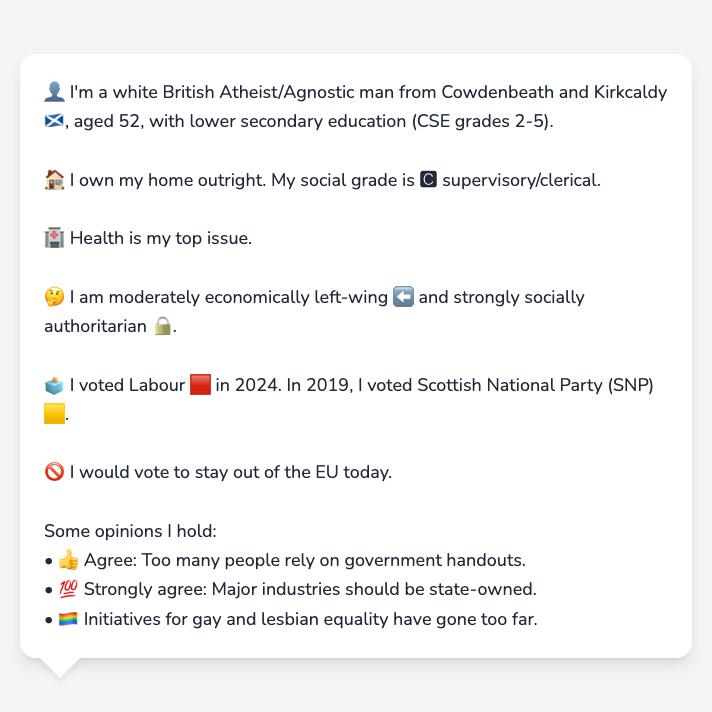 👤 I'm a white British Atheist/Agnostic man from Cowdenbeath and Kirkcaldy
🏴󠁧󠁢󠁳󠁣󠁴󠁿, aged 52, with lower secondary education (CSE grades 2-5).
🏠 I own my home outright. My social grade is 🅲 supervisory/clerical.
🏥 Health is my top issue.
🤔 I am moderately economically left-wing ⬅️ and strongly socially
authoritarian 🔒.
🗳️ I voted Labour 🟥 in 2024. In 2019, I voted Scottish National Party (SNP)
🟨.
🚫 I would vote to stay out of the EU today.
Some opinions I hold:
• 👍 Agree: Too many people rely on government handouts.
• 💯 Strongly agree: Major industries should be state-owned.
• 🏳️‍🌈 Initiatives for gay and lesbian equality have gone too far.